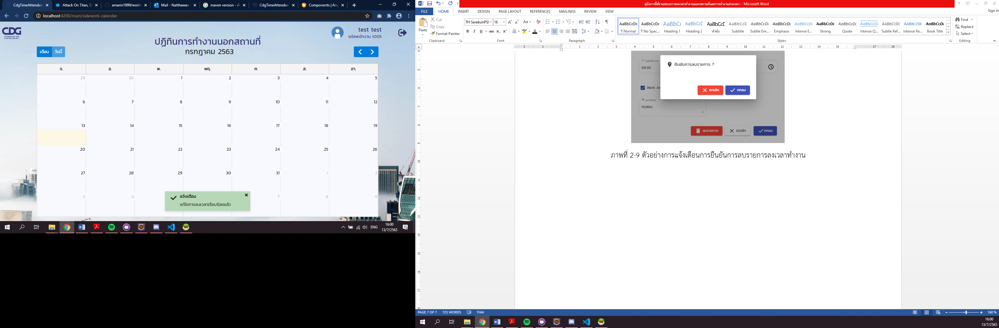 CdgTimeAttendan
Attack On Titan, S
amarin1999/workt
Mail - Natthawan
maven version - ค้
CdgTimeAttendan
Components | Ang
localhost:4200/main/sidework-calendar
CDG
TECHNOLOGY FOR
A BETTER SOCIETY
test test
รหัสพนักงาน t005
ปฏิทินการทำงานนอกสถานที่
กรกฎาคม 2563
เดือน วันนี้
จ. อ. พ. พฤ. ศ. ส. อา.
29 30 1 2 3 4 5
6 7 8 9 10 11 12
13 14 15 16 17 18 19
20 21 22 23 24 25 26
27 28 29 30 31 1 2
3 4 7 8 9
แจ้งเตือน
แก้ไขการลงเวลาเรียบร้อยแล้ว
ENG
16:00
13/7/2563
คู่มือการใช้งานระบบการลงเวลาทำงานนอกสถานที่และการทำงานล่วงเวลา - Microsoft Word
Sign in
FILE HOME INSERT DESIGN PAGE LAYOUT REFERENCES MAILINGS REVIEW VIEW
Paste
Cut
Copy
Format Painter
Clipboard
TH SarabunPSK 16
Font
Paragraph
AaBbCcDc AaBbCcDc AaBbCc AaBbCcE AaBbCcD AaBbCcD AaBbCcDc AaBbCcDc AaBbCcDc AaBbCcDc AaBbCcDc AaBbCcDc AABBCCDD AABBCCDD AaBbCcDc
¶ Normal ¶ No Spac... Heading 1 Heading 2 หัวข้อ Subtitle Subtle Em... Emphasis Intense E... Strong Quote Intense Q... Subtle Ref... Intense Re... Book Title
Styles
Find
Replace
Select
Editing
เวลาเข้างาน
09:30
Work An
หมายเหตุ
ทดสอบ
ยืนยันการลบรายการ ?
ยกเลิก ตกลง
ลบรายการ ยกเลิก ตกลง
ภาพที่ 2-9 ตัวอย่างการแจ้งเตือนการยืนยันการลบรายการลงเวลาทำงาน
PAGE 7 OF 7 723 WORDS THAI
160 %
16:00
13/7/2563